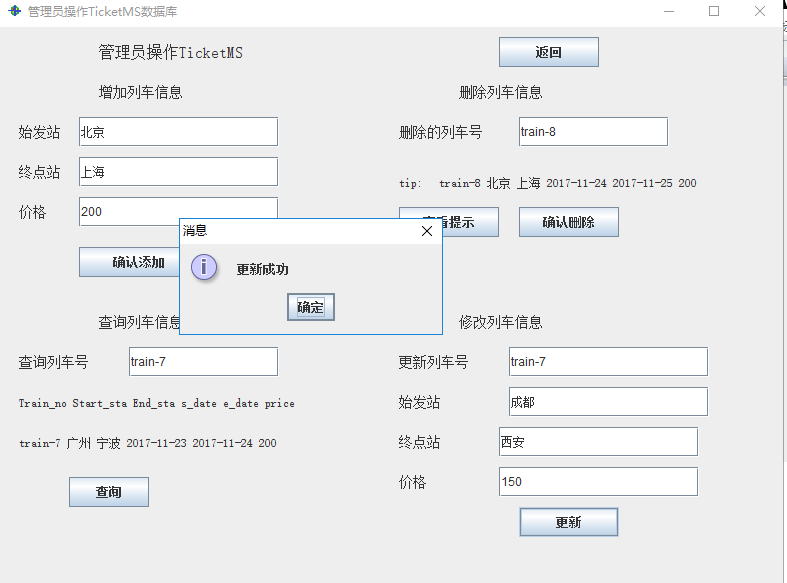 管理员操作TicketMS数据库
管理员操作TicketMS
返回
增加列车信息
始发站 北京
终点站 上海
价格 200
确认添加
删除列车信息
删除的列车号 train-8
tip: train-8 北京 上海 2017-11-24 2017-11-25 200
提示
确认删除
消息
更新成功
确定
查询列车信息
查询列车号 train-7
Train_no Start_sta End_sta s_date e_date price
train-7 广州 宁波 2017-11-23 2017-11-24 200
查询
修改列车信息
更新列车号 train-7
始发站 成都
终点站 西安
价格 150
更新